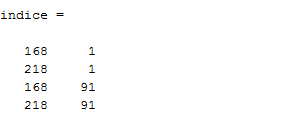 indice =
168 1
218 1
168 91
218 91